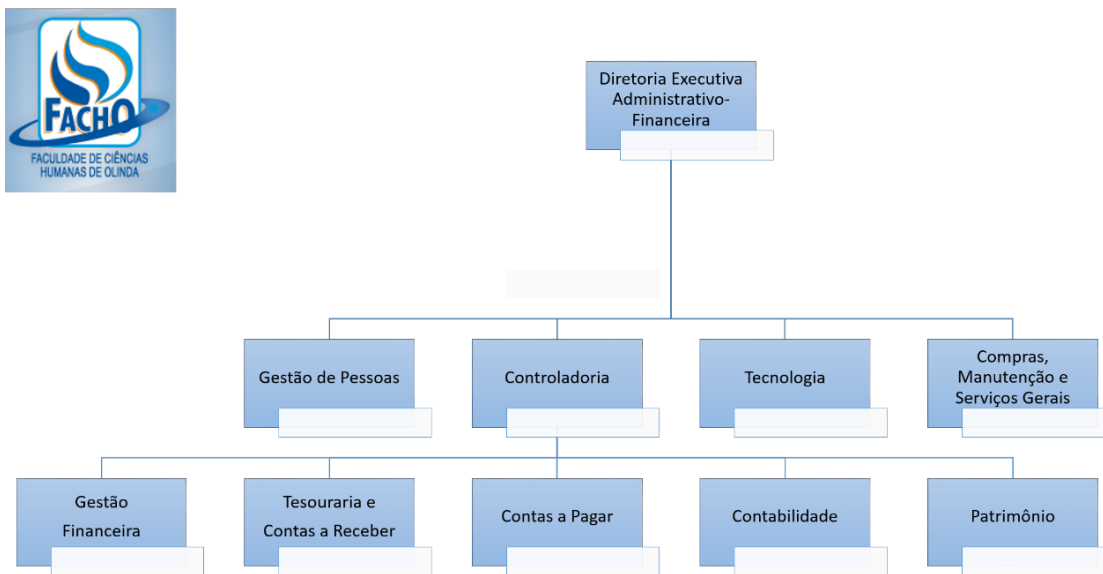 FACHO
FACULDADE DE CIÊNCIAS
HUMANAS DE OLINDA
Diretoria Executiva
Administrativo-
Financeira
Gestão de Pessoas
Controladoria
Tecnologia
Compras,
Manutenção e
Serviços Gerais
Gestão
Financeira
Tesouraria e
Contas a Receber
Contas a Pagar
Contabilidade
Patrimônio